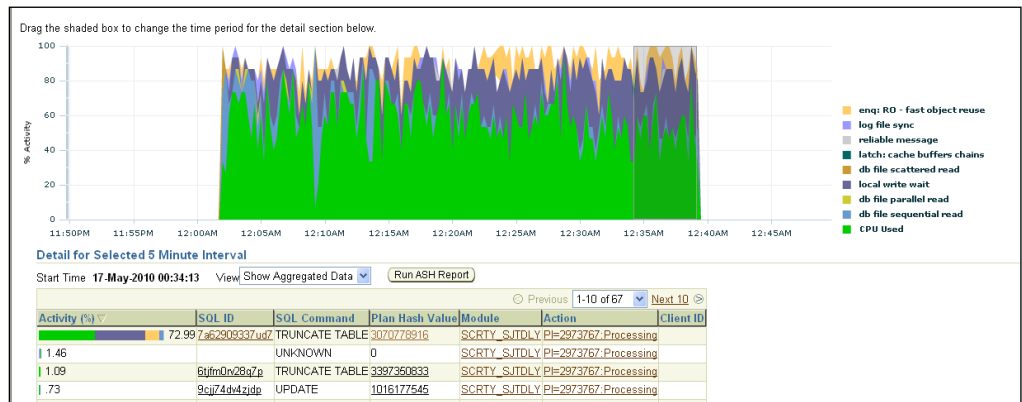 Drag the shaded box to change the time period for the detail section below.
100
80
60
40
20
0
% Activity
11:50PM 11:55PM 12:00AM 12:05AM 12:10AM 12:15AM 12:20AM 12:25AM 12:30AM 12:35AM 12:40AM 12:45AM
enq: RO - fast object reuse
log file sync
reliable message
latch: cache buffers chains
db file scattered read
local write wait
db file parallel read
db file sequential read
CPU Used
Detail for Selected 5 Minute Interval
Start Time 17-May-2010 00:34:13 View Show Aggregated Data Run ASH Report
Previous 1-10 of 67 Next 10
Activity (%) SQL ID SQL Command Plan Hash Value Module Action Client ID
72.99 7a62909337ud7 TRUNCATE TABLE 3070778916 SCRTY_SJTDLY PI=2973767:Processing
1.46 UNKNOWN 0 SCRTY_SJTDLY PI=2973767:Processing
1.09 6tjfm0rv28q7p TRUNCATE TABLE 3397350833 SCRTY_SJTDLY PI=2973767:Processing
.73 9cjj74dv4zjdp UPDATE 1016177545 SCRTY_SJTDLY PI=2973767:Processing